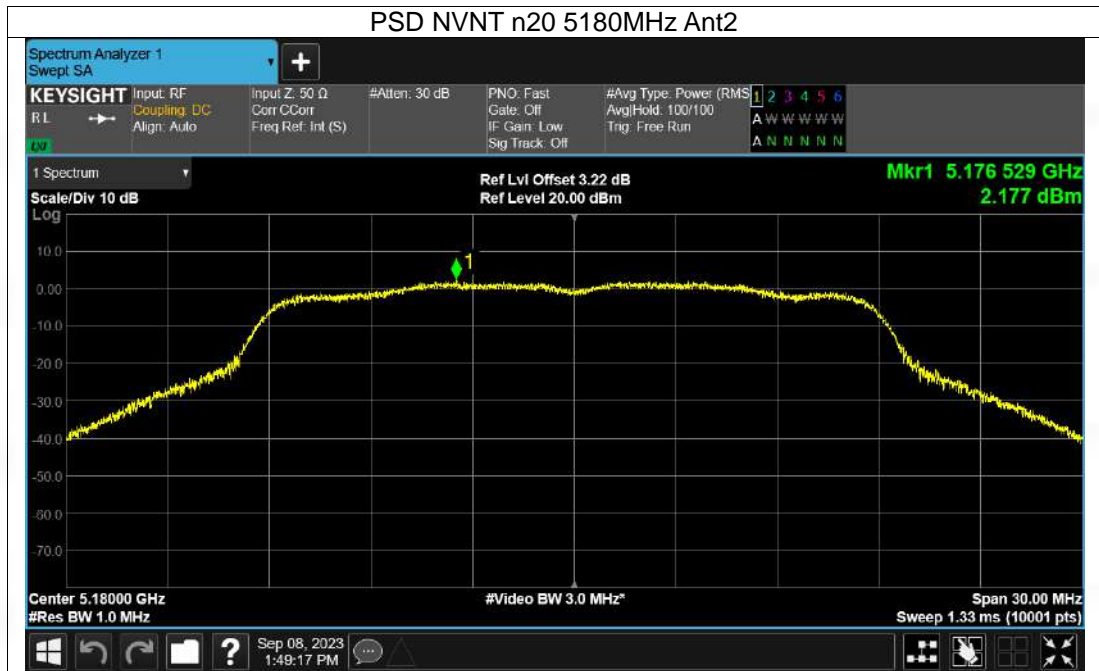 PSD NVNT n20 5180MHz Ant2
Spectrum Analyzer 1
Swept SA
+
KEYSIGHT
RL
LXI
Input: RF
Coupling: DC
Align: Auto
Input Z: 50 Ω
Corr CCorr
Freq Ref: Int (S)
#Atten: 30 dB
PNO: Fast
Gate: Off
IF Gain: Low
Sig Track: Off
#Avg Type: Power (RMS
Avg|Hold: 100/100
Trig: Free Run
1 2 3 4 5 6
A W W W W W
A N N N N N
1 Spectrum
Scale/Div 10 dB
Ref Lvl Offset 3.22 dB
Ref Level 20.00 dBm
Mkr1 5.176 529 GHz
2.177 dBm
Log
10.0
0.00
-10.0
-20.0
-30.0
-40.0
-50.0
-60.0
-70.0
1
Center 5.18000 GHz
#Res BW 1.0 MHz
#Video BW 3.0 MHz*
Span 30.00 MHz
Sweep 1.33 ms (10001 pts)
?
Sep 08, 2023
1:49:17 PM